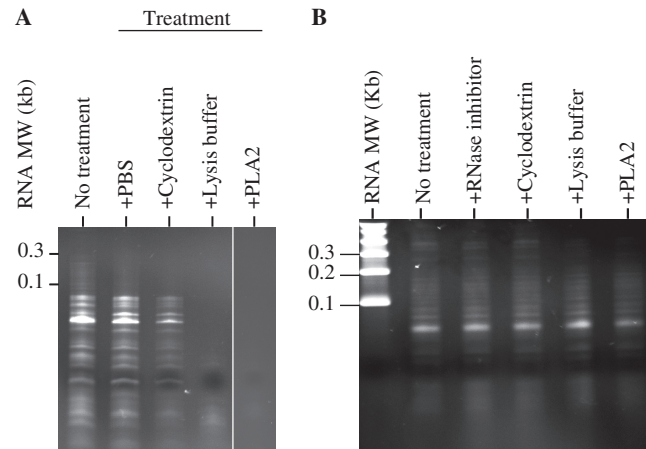 A
Treatment
RNA MW (kb)
No treatment
+PBS
+Cyclodextrin
+Lysis buffer
+PLA2
0.3
0.1
B
RNA MW (Kb)
No treatment
+RNase inhibitor
+Cyclodextrin
+Lysis buffer
+PLA2
0.3
0.2
0.1